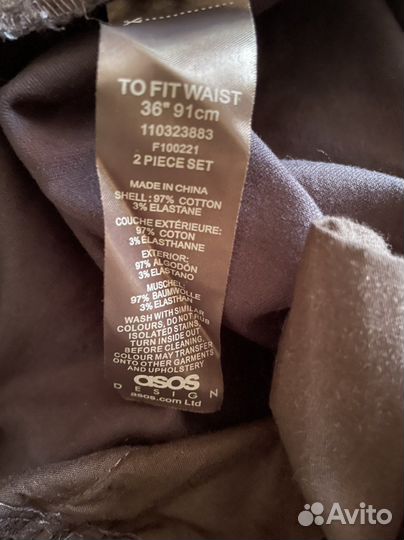 TO FIT WAIST
36" 91cm
110323883
F100221
2 PIECE SET
MADE IN CHINA
SHELL: 97% COTTON
3% ELASTANE
COUCHE EXTÉRIEURE:
97% COTON
3% ÉLASTHANNE
EXTERIOR:
97% ALGODÓN
3% ELASTANO
MUSCHEL:
97% BAUMWOLLE
3% ELASTHAN
WASH WITH SIMILAR
COLOURS, DO NOT RUB
ISOLATED STAINS,
TURN INSIDE OUT
BEFORE CLEANING,
COLOUR MAY TRANSFER
ONTO OTHER GARMENTS
AND UPHOLSTERY
asos
DESIGN
asos.com Ltd
Avito